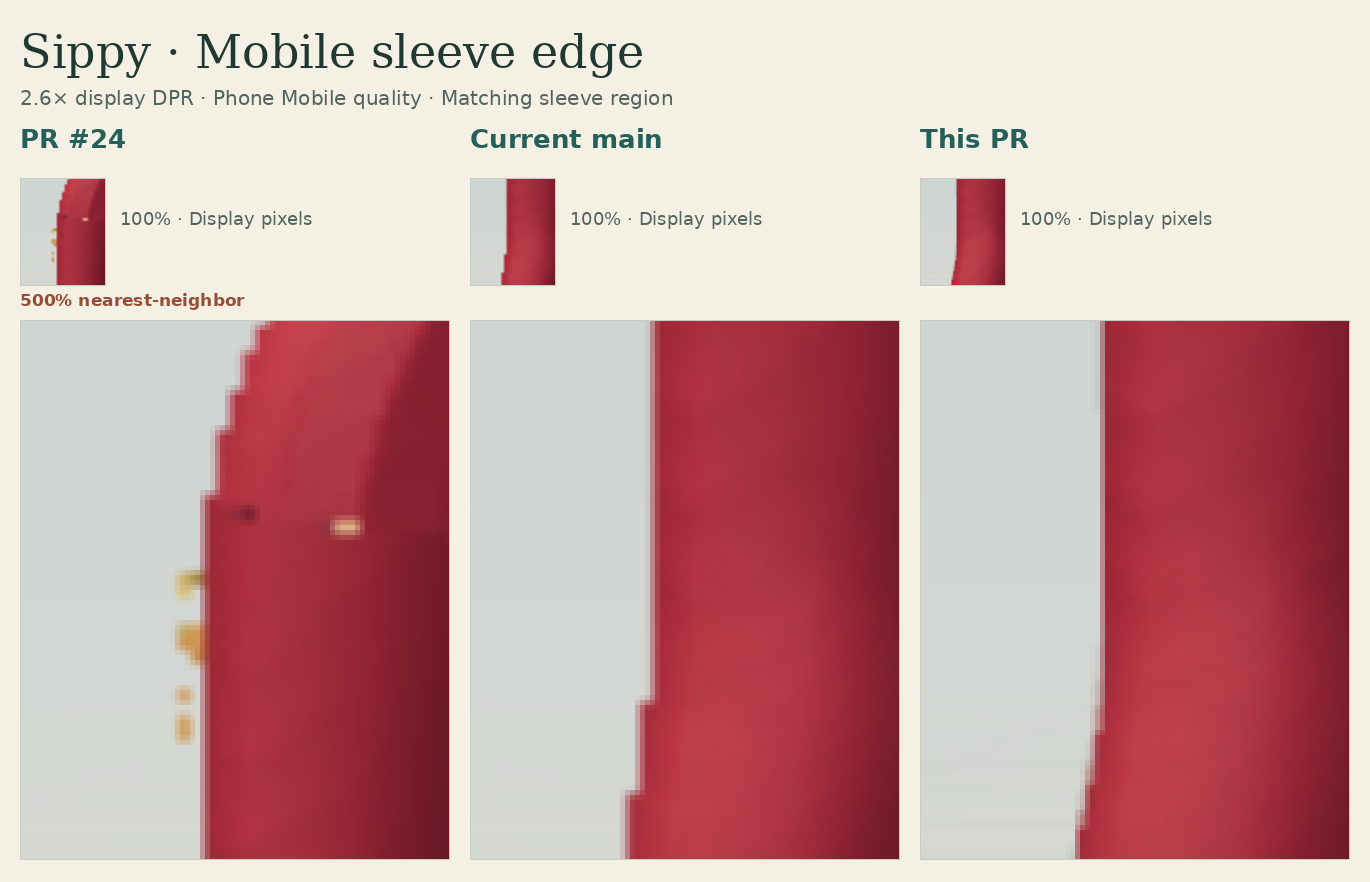 Sippy · Mobile sleeve edge
2.6× display DPR · Phone Mobile quality · Matching sleeve region
PR #24
Current main
This PR
100% · Display pixels
100% · Display pixels
100% · Display pixels
500% nearest-neighbor